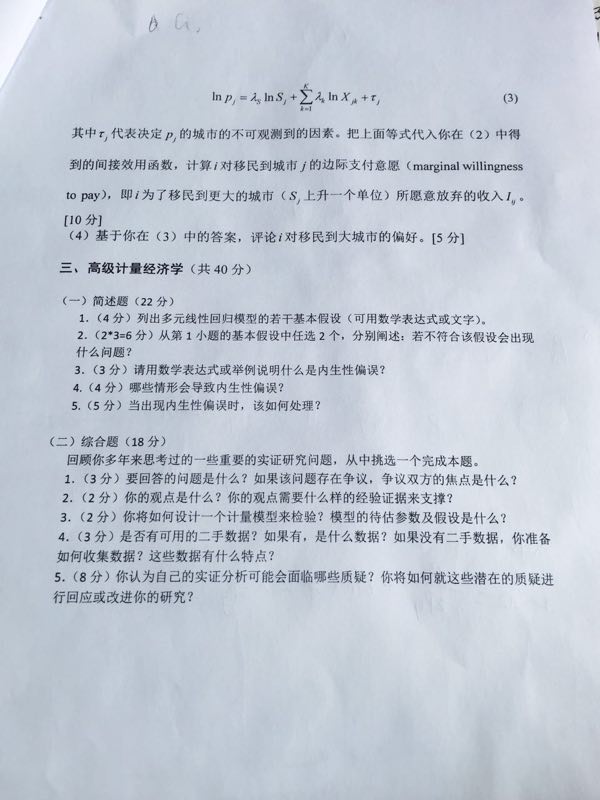 ln p_j = λ_S ln S_j + ∑_{k=1}^{K} λ_k ln X_{jk} + τ_j (3)
其中 τ_j 代表决定 p_j 的城市的不可观测到的因素。把上面等式代入你在（2）中得
到的间接效用函数，计算 i 对移民到城市 j 的边际支付意愿（marginal willingness
to pay），即 i 为了移民到更大的城市（S_j 上升一个单位）所愿意放弃的收入 I_{ij} 。
[10 分]
（4）基于你在（3）中的答案，评论 i 对移民到大城市的偏好。[5 分]
三、高级计量经济学（共 40 分）
（一）简述题（22 分）
1.（4 分）列出多元线性回归模型的若干基本假设（可用数学表达式或文字）。
2.（2*3=6 分）从第 1 小题的基本假设中任选 2 个，分别阐述：若不符合该假设会出现
什么问题？
3.（3 分）请用数学表达式或举例说明什么是内生性偏误？
4.（4 分）哪些情形会导致内生性偏误？
5.（5 分）当出现内生性偏误时，该如何处理？
（二）综合题（18 分）
回顾你多年来思考过的一些重要的实证研究问题，从中挑选一个完成本题。
1.（3 分）要回答的问题是什么？如果该问题存在争议，争议双方的焦点是什么？
2.（2 分）你的观点是什么？你的观点需要什么样的经验证据来支撑？
3.（2 分）你将如何设计一个计量模型来检验？模型的待估参数及假设是什么？
4.（3 分）是否有可用的二手数据？如果有，是什么数据？如果没有二手数据，你准备
如何收集数据？这些数据有什么特点？
5.（8 分）你认为自己的实证分析可能会面临哪些质疑？你将如何就这些潜在的质疑进
行回应或改进你的研究？